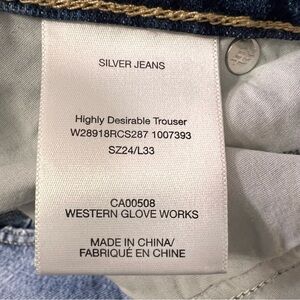 SILVER JEANS
Highly Desirable Trouser
W28918RCS287 1007393
SZ24/L33
CA00508
WESTERN GLOVE WORKS
MADE IN CHINA/
FABRIQUÉ EN CHINE